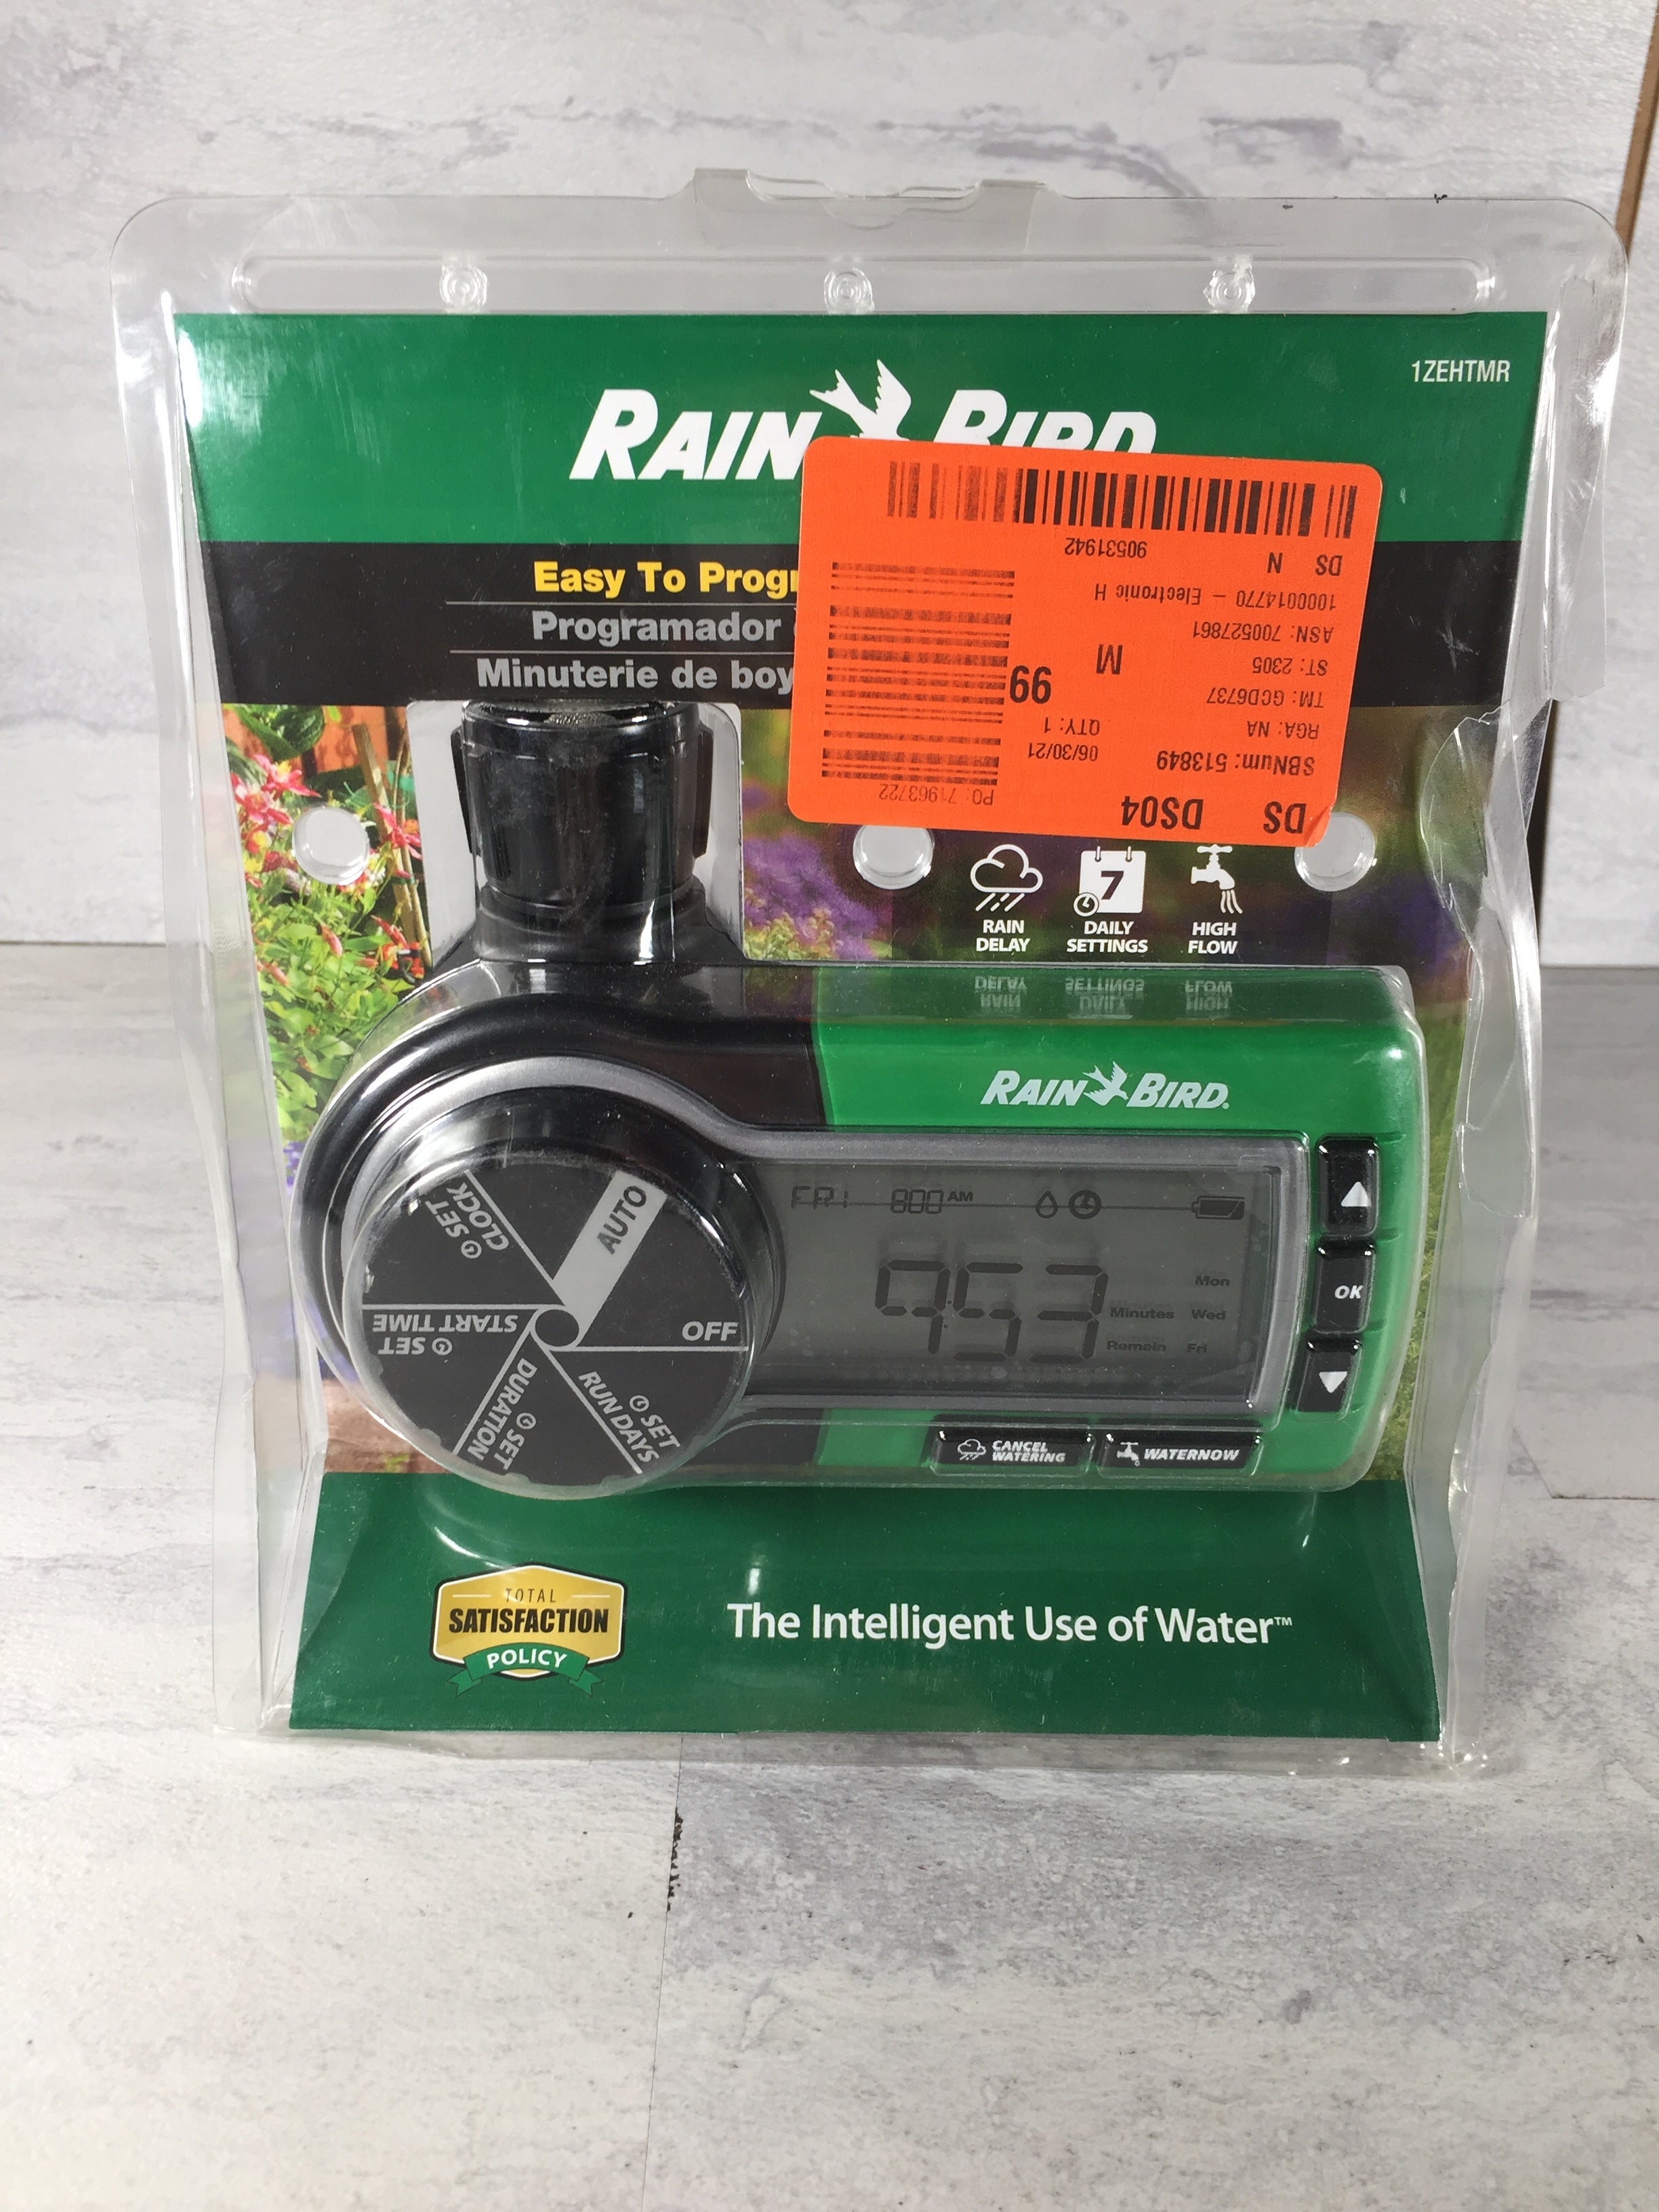 1ZEHTMR
RAIN BIRD
Easy To Progr
Programador
Minuterie de boy
DS DS04
PO: 71963722
SBNum: 513849
06/30/21
RGA: NA
QTY: 1
TM: GCD6737
99
ST: 2305
M
ASN: 700527861
1000014770 - Electronic H
DS N
90531942
RAIN
DELAY
7
DAILY
SETTINGS
HIGH
FLOW
RAIN BIRD
FRI 800 AM
953
Minutes
Remain
Mon
Wed
Fri
OK
AUTO
OFF
SET
RUN DAYS
SET
DURATION
SET
START TIME
SET
CLOCK
CANCEL
WATERING
WATERNOW
TOTAL
SATISFACTION
POLICY
The Intelligent Use of Water™